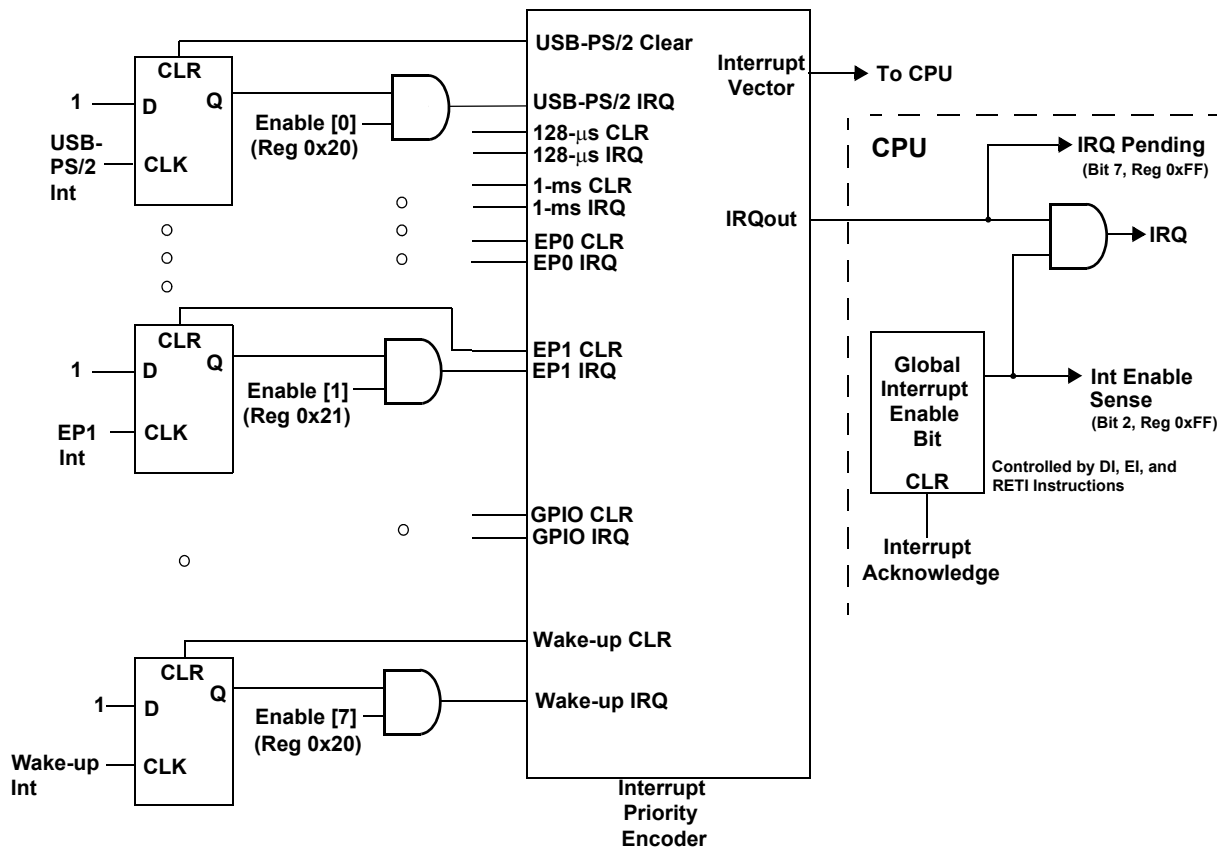 CLR
1
D
Q
USB-
PS/2
Int
CLK
Enable [0]
(Reg 0x20)
CLR
1
D
Q
EP1
Int
CLK
Enable [1]
(Reg 0x21)
CLR
1
D
Q
Wake-up
Int
CLK
Enable [7]
(Reg 0x20)
USB-PS/2 Clear
USB-PS/2 IRQ
128-μs CLR
128-μs IRQ
1-ms CLR
1-ms IRQ
EP0 CLR
EP0 IRQ
EP1 CLR
EP1 IRQ
GPIO CLR
GPIO IRQ
Wake-up CLR
Wake-up IRQ
Interrupt
Vector
IRQout
Interrupt
Priority
Encoder
To CPU
CPU
IRQ Pending
(Bit 7, Reg 0xFF)
IRQ
Global
Interrupt
Enable
Bit
CLR
Int Enable
Sense
(Bit 2, Reg 0xFF)
Controlled by DI, EI, and
RETI Instructions
Interrupt
Acknowledge